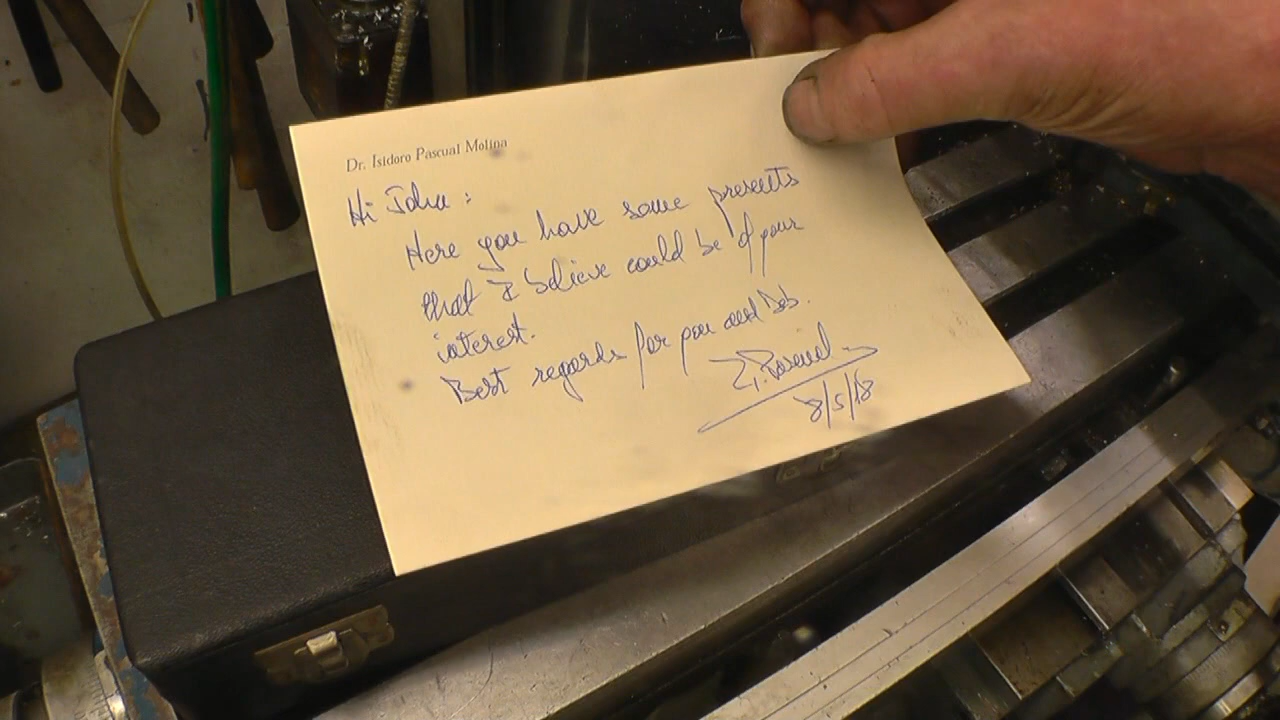 Dr. Isidoro Pascual Molina
Hi John:
Here you have some presents
that I believe could be of your
interest.
Best regards for you and Deb.
I. Pascual
8/5/18